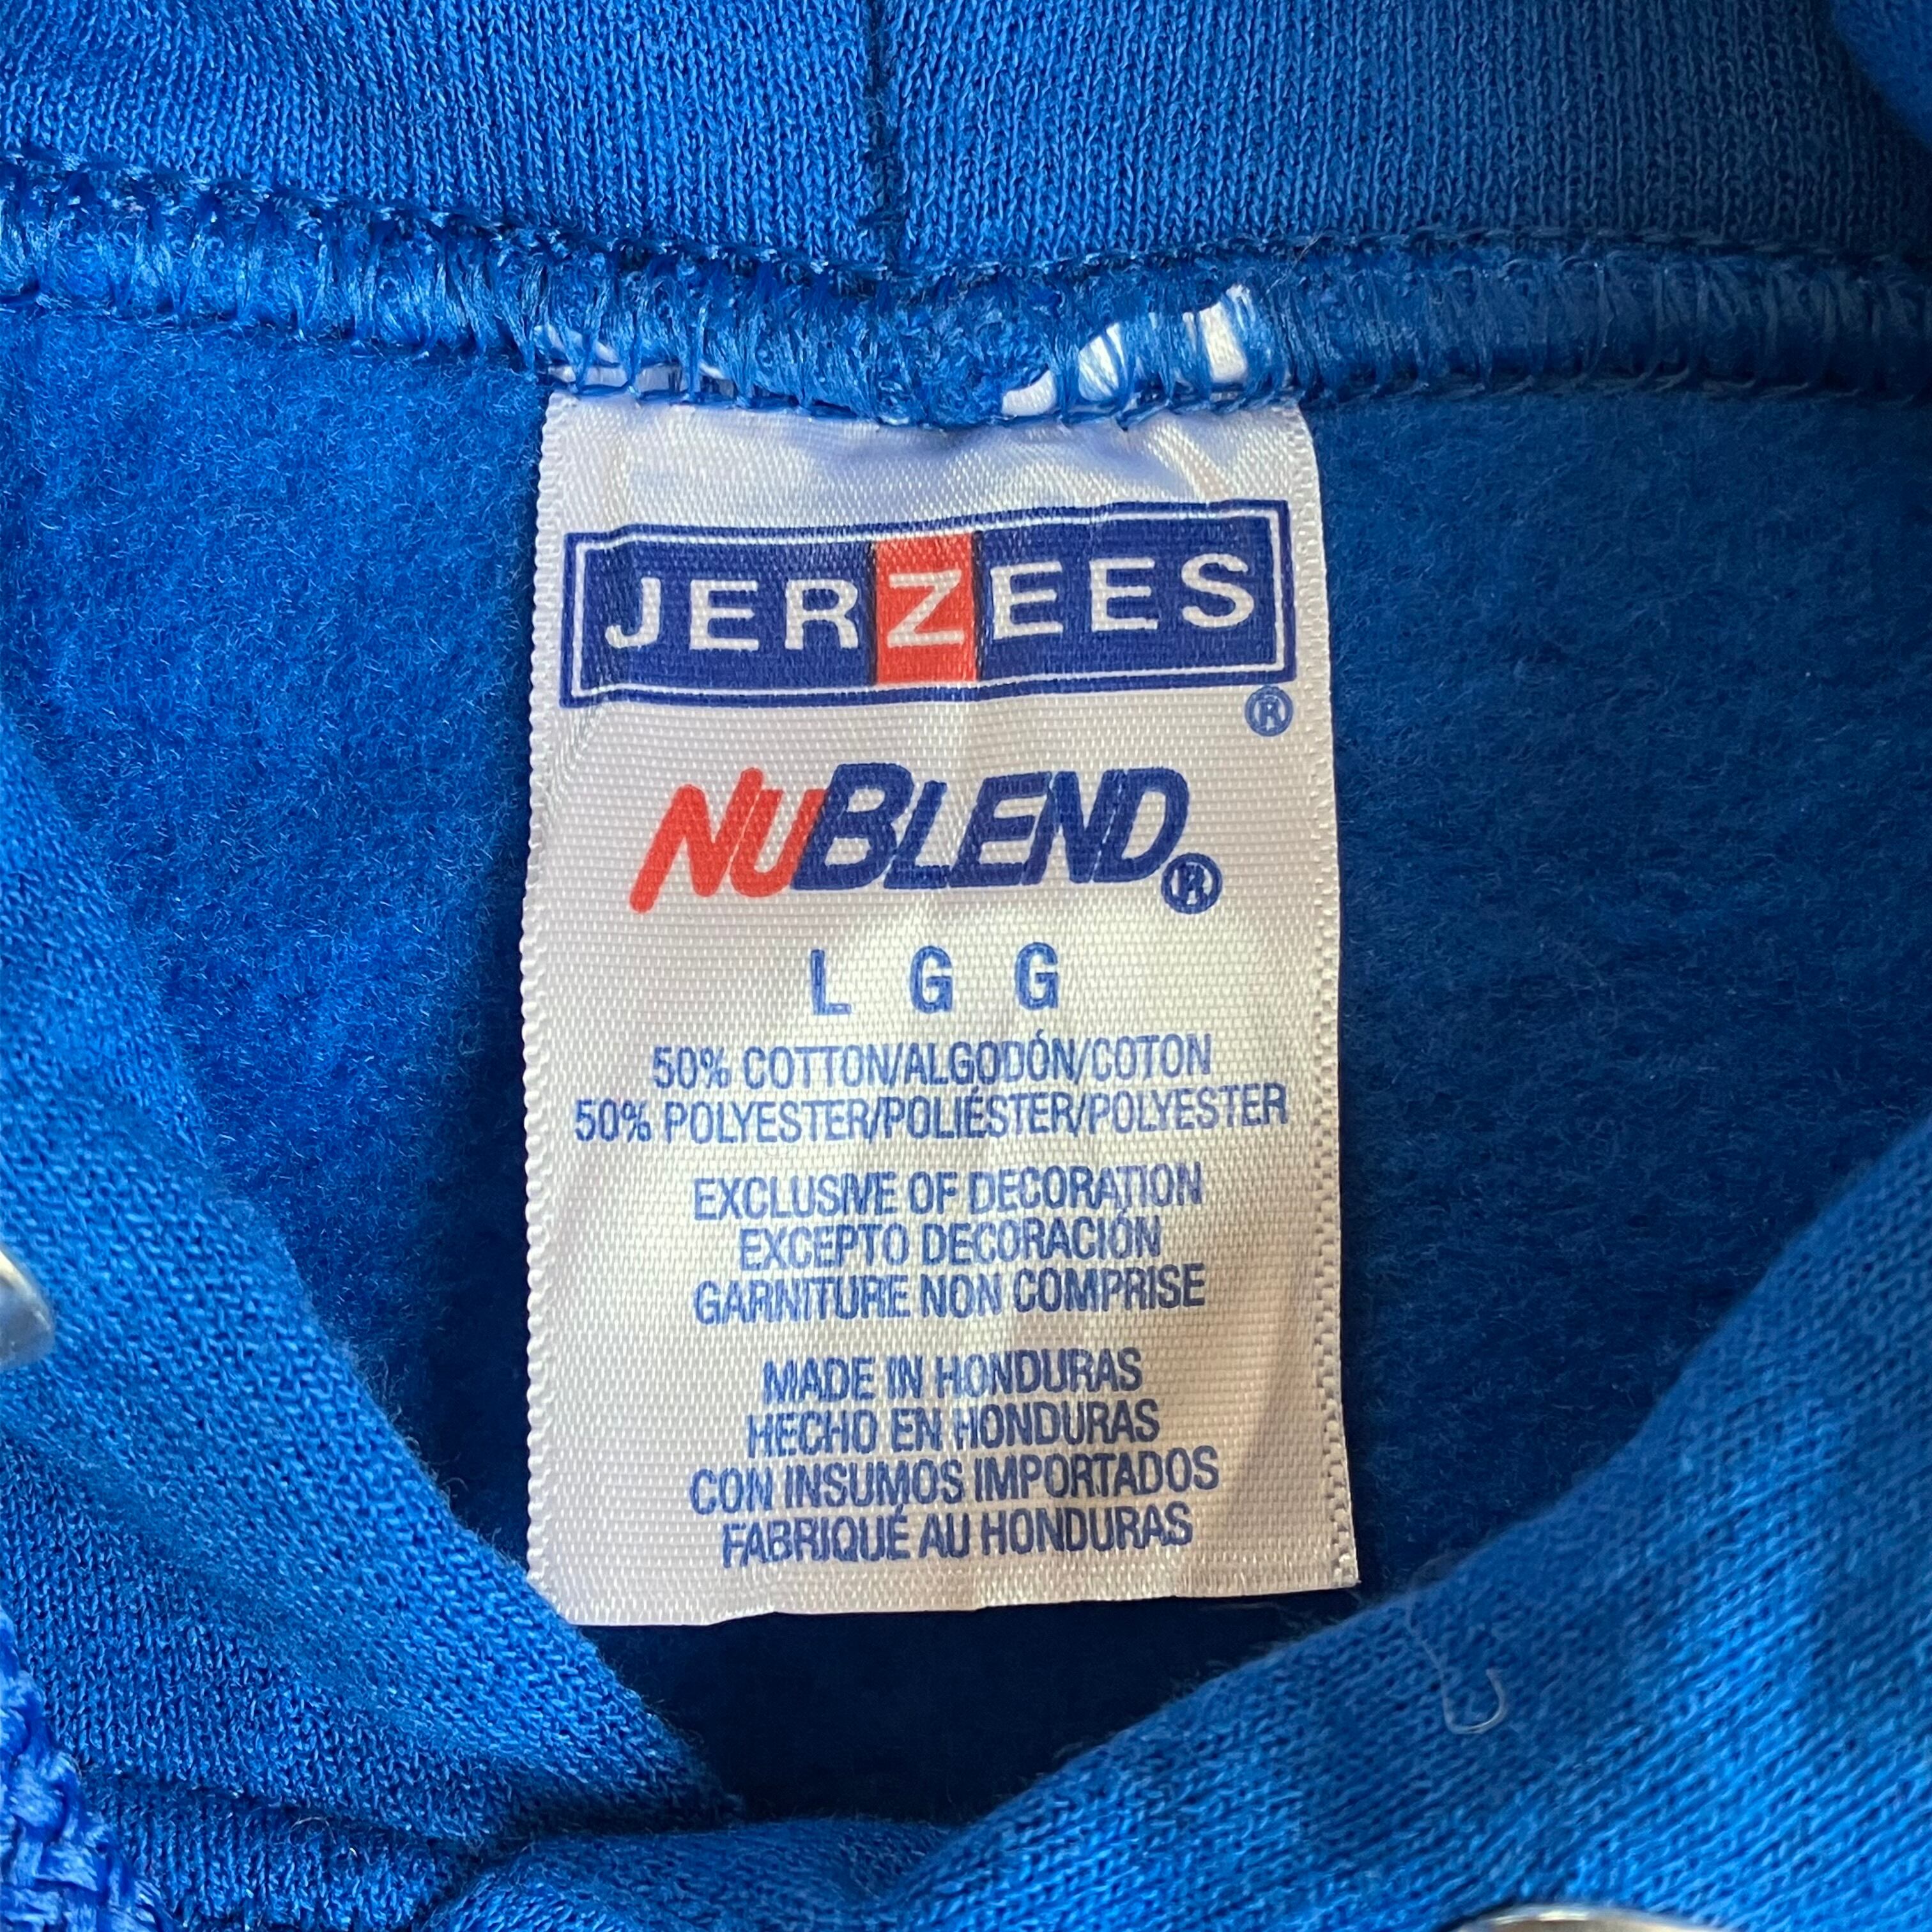 JERZEES
®
NUBLEND®
L G G
50% COTTON/ALGODÓN/COTON
50% POLYESTER/POLIÉSTER/POLYESTER
EXCLUSIVE OF DECORATION
EXCEPTO DECORACIÓN
GARNITURE NON COMPRISE
MADE IN HONDURAS
HECHO EN HONDURAS
CON INSUMOS IMPORTADOS
FABRIQUÉ AU HONDURAS